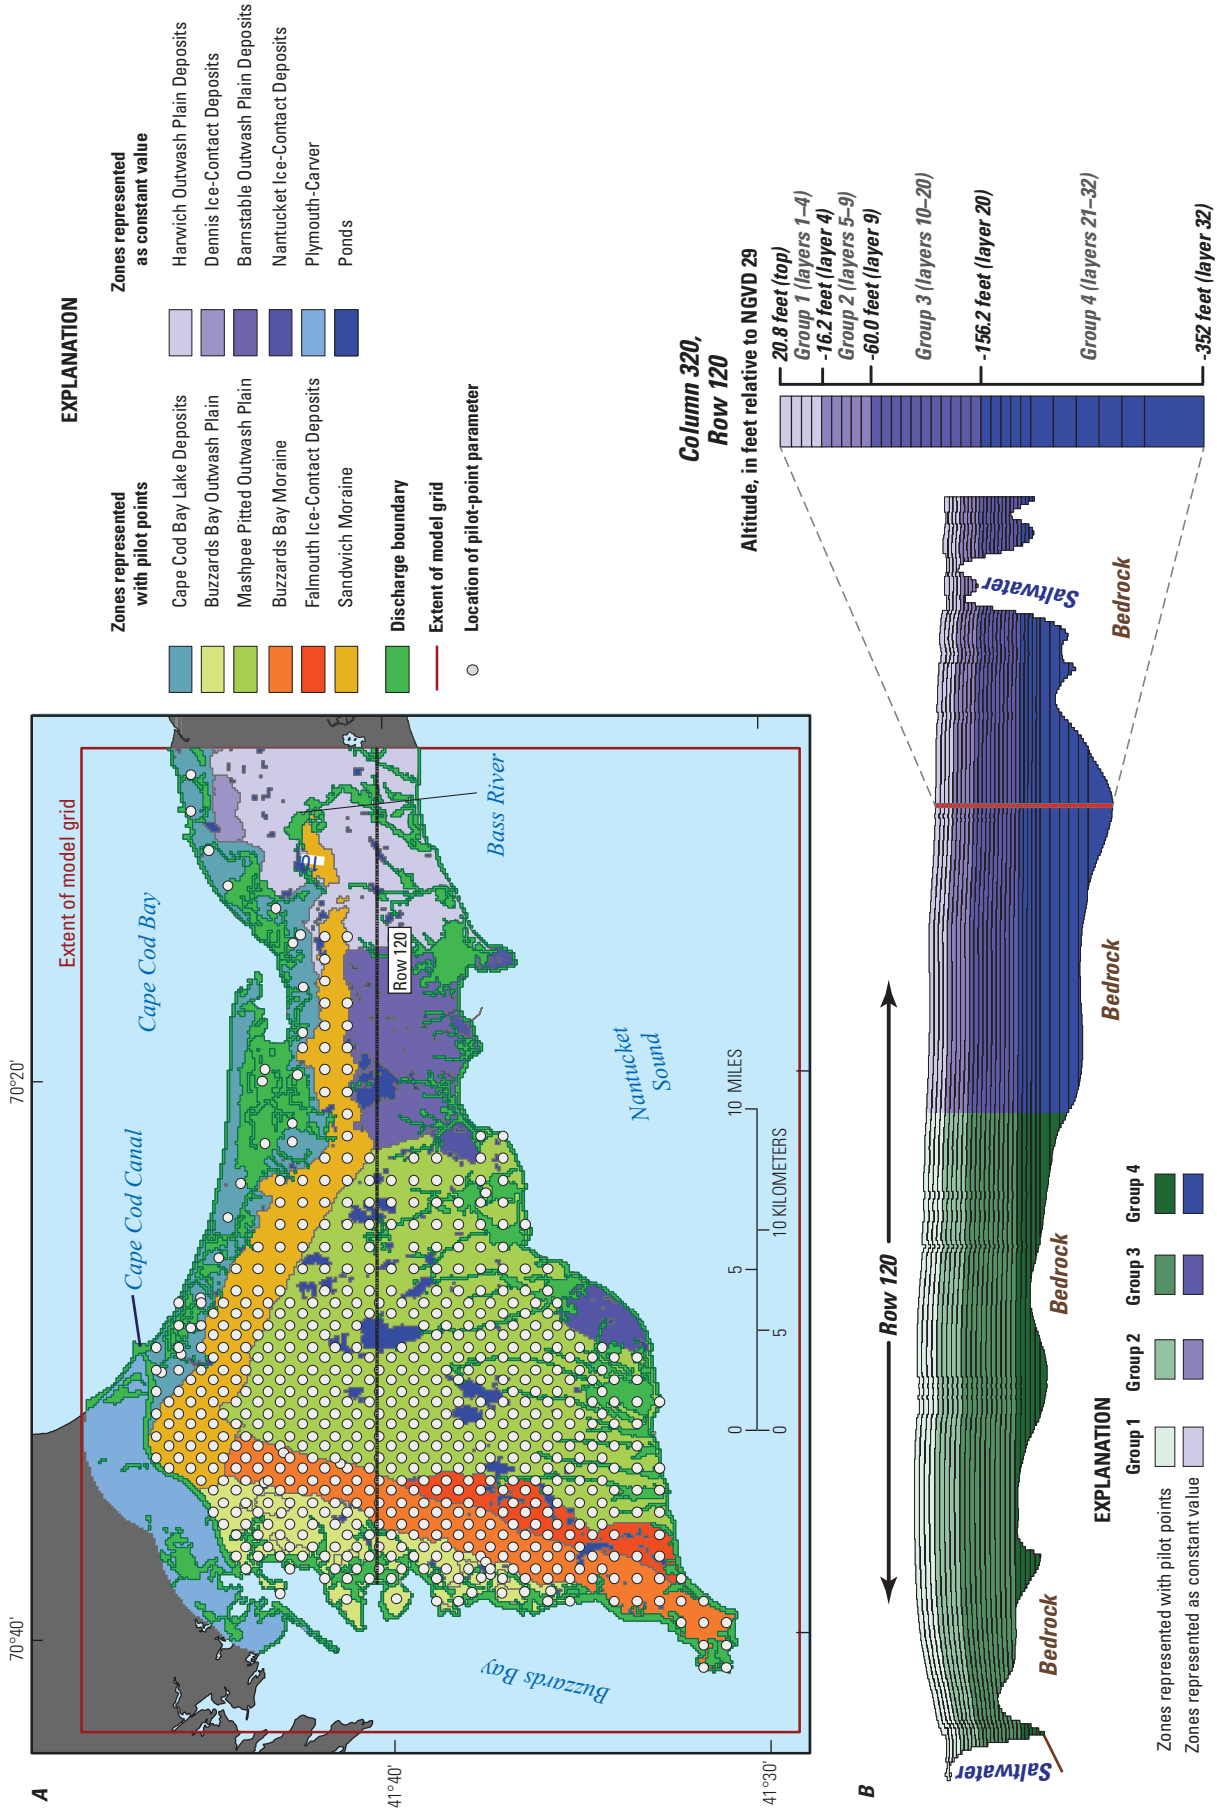 A
70°40'
70°20'
41°40'
41°30'
Extent of model grid
Cape Cod Bay
Cape Cod Canal
Buzzards Bay
Nantucket
Sound
Bass River
Row 120
10
0
5
10 MILES
0
5
10 KILOMETERS
EXPLANATION
Zones represented
with pilot points
Cape Cod Bay Lake Deposits
Buzzards Bay Outwash Plain
Mashpee Pitted Outwash Plain
Buzzards Bay Moraine
Falmouth Ice-Contact Deposits
Sandwich Moraine
Discharge boundary
Extent of model grid
Location of pilot-point parameter
Zones represented
as constant value
Harwich Outwash Plain Deposits
Dennis Ice-Contact Deposits
Barnstable Outwash Plain Deposits
Nantucket Ice-Contact Deposits
Plymouth-Carver
Ponds
B
Row 120
Saltwater
Bedrock
Bedrock
Bedrock
Bedrock
Saltwater
Column 320,
Row 120
Altitude, in feet relative to NGVD 29
20.8 feet (top)
Group 1 (layers 1–4)
-16.2 feet (layer 4)
Group 2 (layers 5–9)
-60.0 feet (layer 9)
Group 3 (layers 10–20)
-156.2 feet (layer 20)
Group 4 (layers 21–32)
-352 feet (layer 32)
EXPLANATION
Group 1
Group 2
Group 3
Group 4
Zones represented with pilot points
Zones represented as constant value